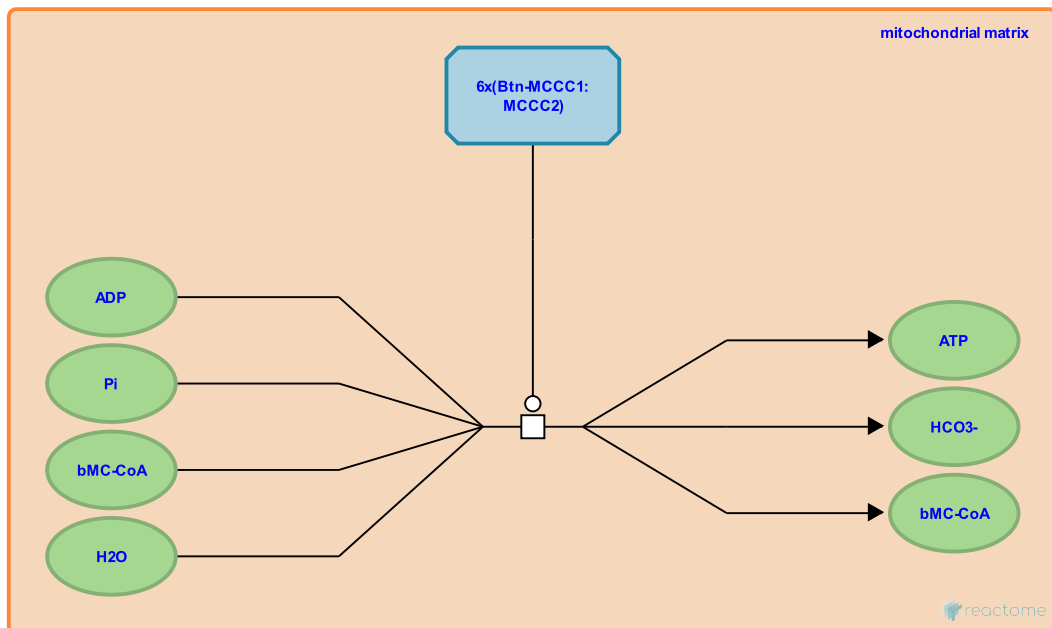 mitochondrial matrix
6x(Btn-MCCC1:
MCCC2)
ADP
Pi
bMC-CoA
H2O
ATP
HCO3-
bMC-CoA
reactome